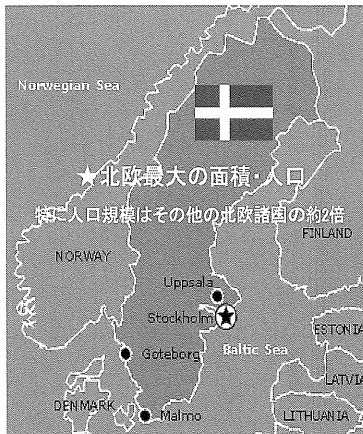 Norwegian Sea
★北欧最大の面積・人口
特に人口規模はその他の北欧諸国の約2倍
FINLAND
NORWAY
Uppsala
Stockholm
ESTONIA
Baltic Sea
Goteborg
LATVIA
DENMARK
Malmo
LITHUANIA